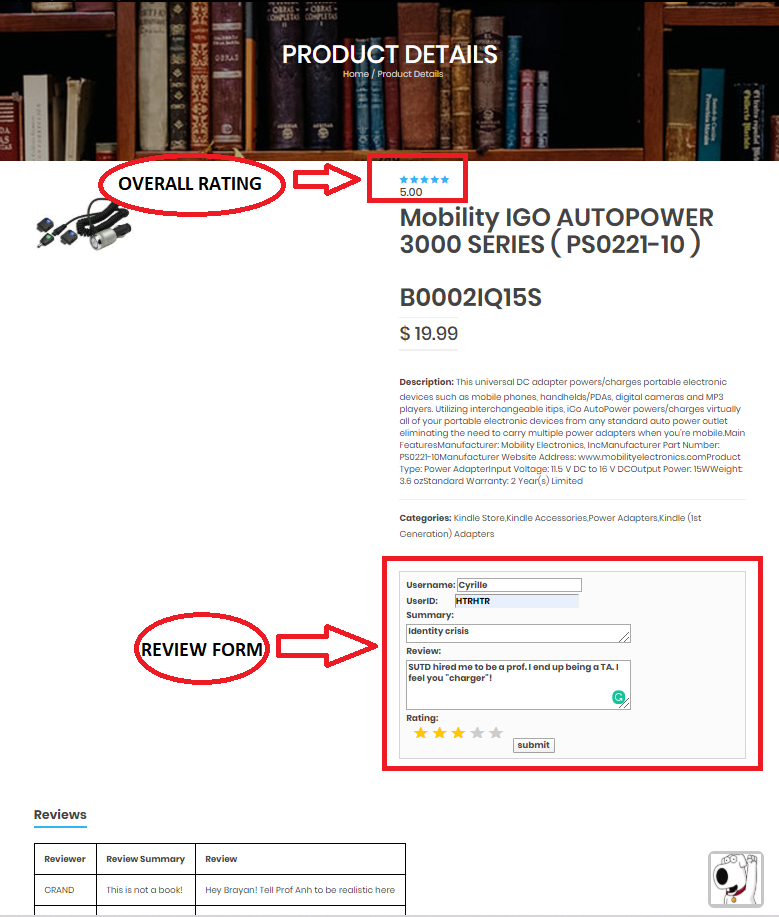 PRODUCT DETAILS
Home / Product Details
OVERALL RATING
5.00
Mobility IGO AUTOPOWER
3000 SERIES ( PS0221-10 )
B0002IQ15S
$ 19.99
Description: This universal DC adapter powers/charges portable electronic
devices such as mobile phones, handhelds/PDAs, digital cameras and MP3
players. Utilizing interchangeable itips, iGo AutoPower powers/charges virtually
all of your portable electronic devices from any standard auto power outlet
eliminating the need to carry multiple power adapters when you're mobile.Main
FeaturesManufacturer: Mobility Electronics, IncManufacturer Part Number:
PS0221-10Manufacturer Website Address: www.mobilityelectronics.comProduct
Type: Power AdapterInput Voltage: 11.5 V DC to 16 V DCOutput Power: 15WWeight:
3.6 ozStandard Warranty: 2 Year(s) Limited
Categories: Kindle Store,Kindle Accessories,Power Adapters,Kindle (1st
Generation) Adapters
REVIEW FORM
Username: Cyrille
UserID: HTRHTR
Summary:
Identity crisis
Review:
SUTD hired me to be a prof. I end up being a TA. I
feel you "charger"!
Rating:
submit
Reviews
Reviewer Review Summary Review
CRAND This is not a book! Hey Brayan! Tell Prof Anh to be realistic here